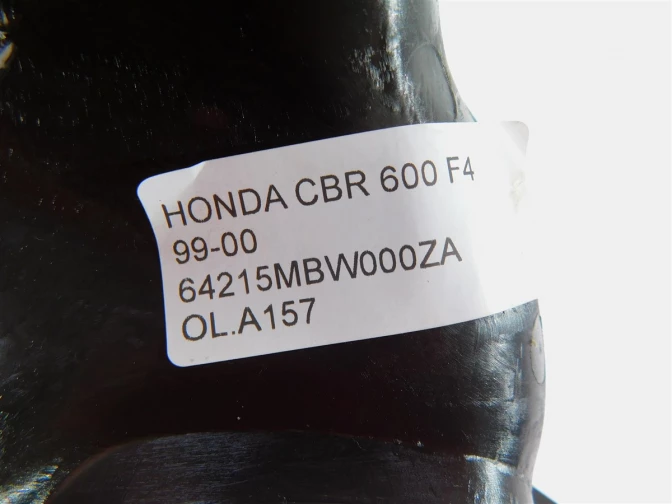 HONDA CBR 600 F4
99-00
64215MBW000ZA
OL.A157